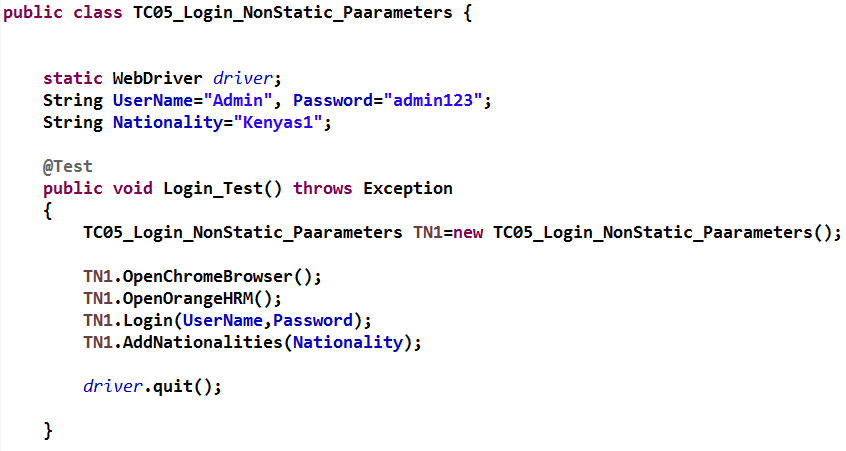 public class TC05_Login_NonStatic_Paarameters {
static WebDriver driver;
String UserName="Admin", Password="admin123";
String Nationality="Kenyas1";
@Test
public void Login_Test() throws Exception
{
TC05_Login_NonStatic_Paarameters TN1=new TC05_Login_NonStatic_Paarameters();
TN1.OpenChromeBrowser();
TN1.OpenOrangeHRM();
TN1.Login(UserName,Password);
TN1.AddNationalities(Nationality);
driver.quit();
}